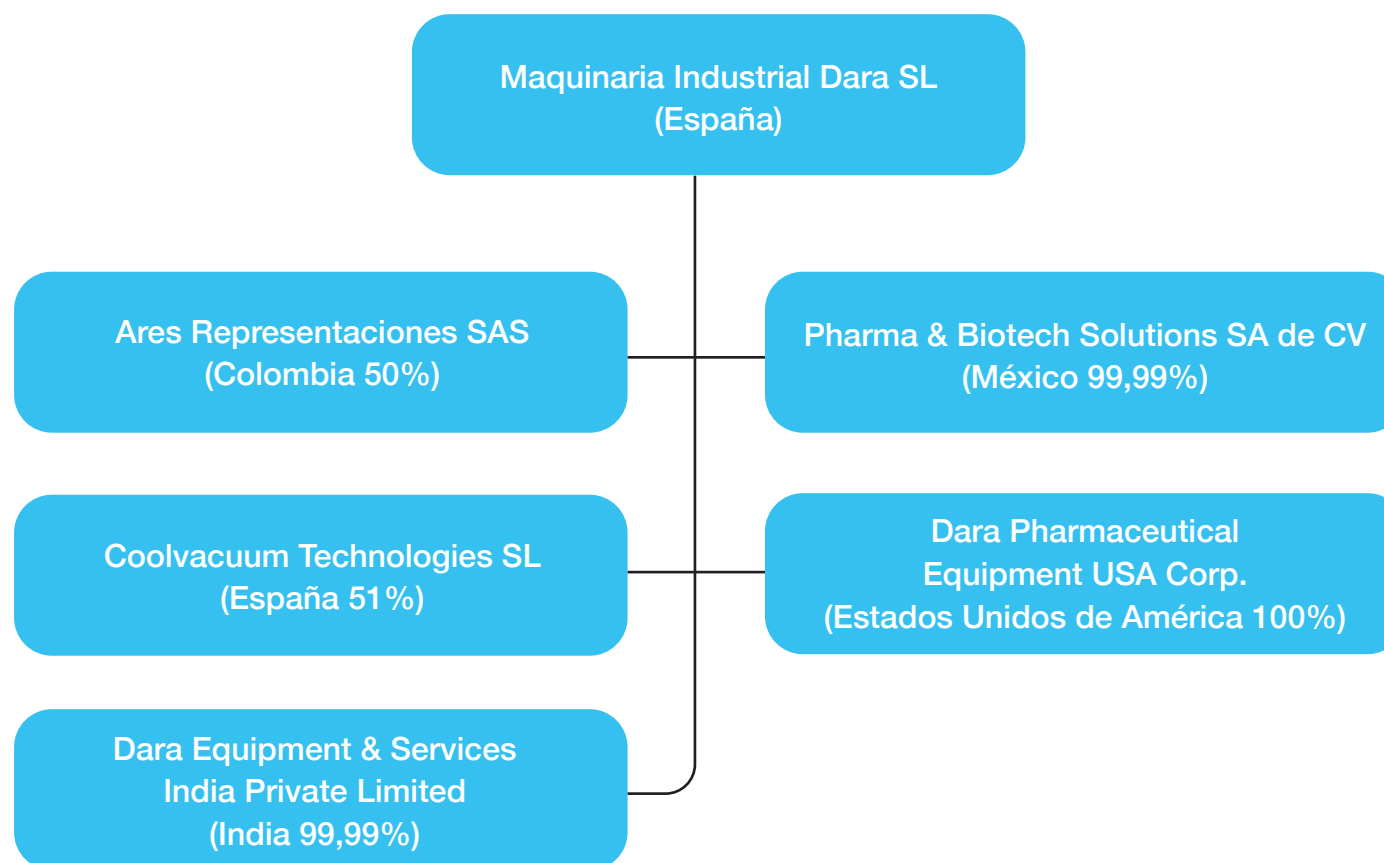 Maquinaria Industrial Dara SL
(España)
Ares Representaciones SAS
(Colombia 50%)
Pharma & Biotech Solutions SA de CV
(México 99,99%)
Coolvacuum Technologies SL
(España 51%)
Dara Pharmaceutical
Equipment USA Corp.
(Estados Unidos de América 100%)
Dara Equipment & Services
India Private Limited
(India 99,99%)